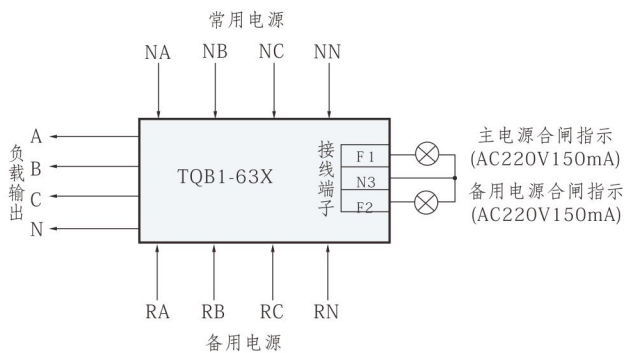 常用电源
NA NB NC NN
A
B
C
N
负载输出
TQB1-63X
接线端子
F1
N3
F2
主电源合闸指示
(AC220V150mA)
备用电源合闸指示
(AC220V150mA)
RA RB RC RN
备用电源